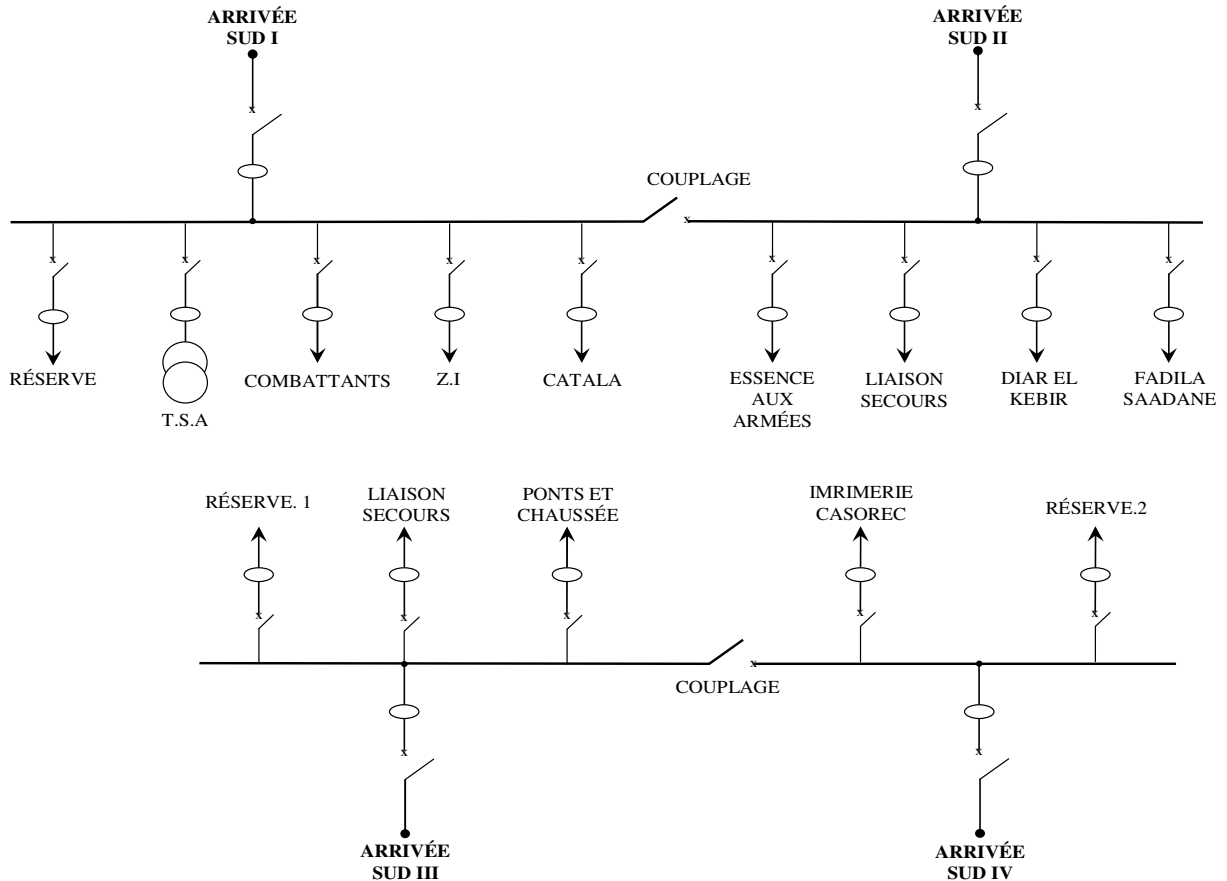 ARRIVÉE
SUD I
ARRIVÉE
SUD II
x
x
COUPLAGE
x
x
x
x
x
x
x
x
x
x
RÉSERVE
T.S.A
COMBATTANTS
Z.I
CATALA
ESSENCE
AUX
ARMÉES
LIAISON
SECOURS
DIAR EL
KEBIR
FADILA
SAADANE
RÉSERVE. 1
LIAISON
SECOURS
PONTS ET
CHAUSSÉE
IMRIMERIE
CASOREC
RÉSERVE.2
x
x
x
x
x
x
COUPLAGE
x
x
ARRIVÉE
SUD III
ARRIVÉE
SUD IV